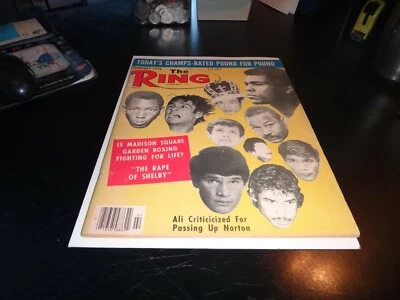 TODAY'S CHAMPS-RATED POUND FOR POUND
The
RING
IS MADISON SQUARE
GARDEN BOXING
FIGHTING FOR LIFE?
"THE RAPE
OF SHELBY"
Ali Criticicized For
Passing Up Norton